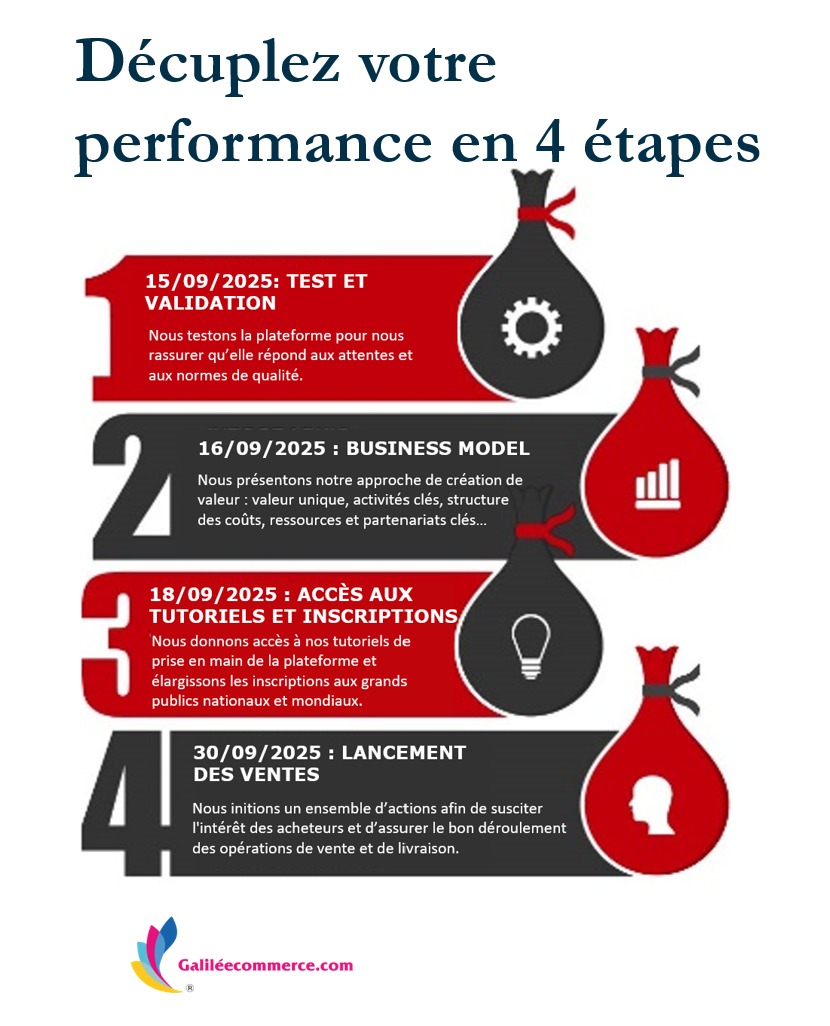 Décuplez votre
performance en 4 étapes
1
15/09/2025: TEST ET
VALIDATION
Nous testons la plateforme pour nous
rassurer qu’elle répond aux attentes et
aux normes de qualité.
2
16/09/2025 : BUSINESS MODEL
Nous présentons notre approche de création de
valeur : valeur unique, activités clés, structure
des coûts, ressources et partenariats clés…
3
18/09/2025 : ACCÈS AUX
TUTORIELS ET INSCRIPTIONS
Nous donnons accès à nos tutoriels de
prise en main de la plateforme et
élargissons les inscriptions aux grands
publics nationaux et mondiaux.
4
30/09/2025 : LANCEMENT
DES VENTES
Nous initions un ensemble d’actions afin de susciter
l'intérêt des acheteurs et d’assurer le bon déroulement
des opérations de vente et de livraison.
Galiléecommerce.com
®